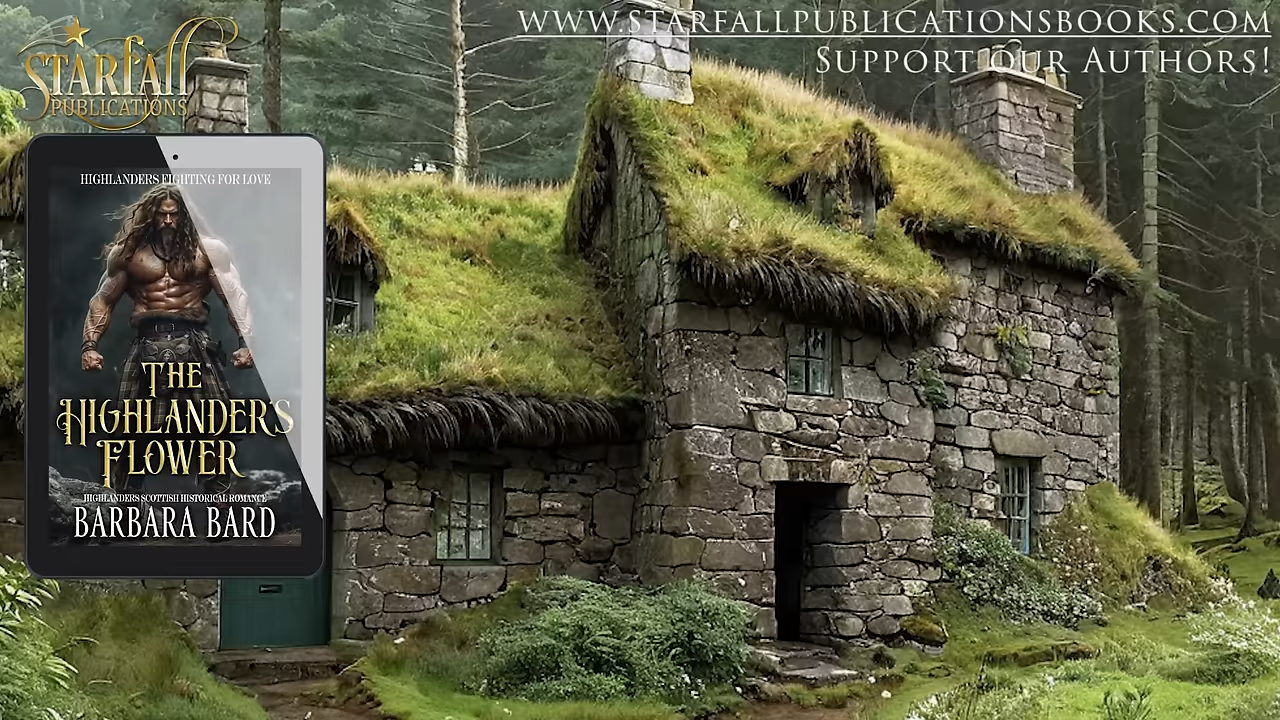 WWW.STARFALLPUBLICATIONSBOOKS.COM
SUPPORT OUR AUTHORS!
STARfall
PUBLICATIONS
HIGHLANDERS FIGHTING FOR LOVE
THE
HIGHLANDER'S
FLOWER
HIGHLANDERS SCOTTISH HISTORICAL ROMANCE
BARBARA BARD